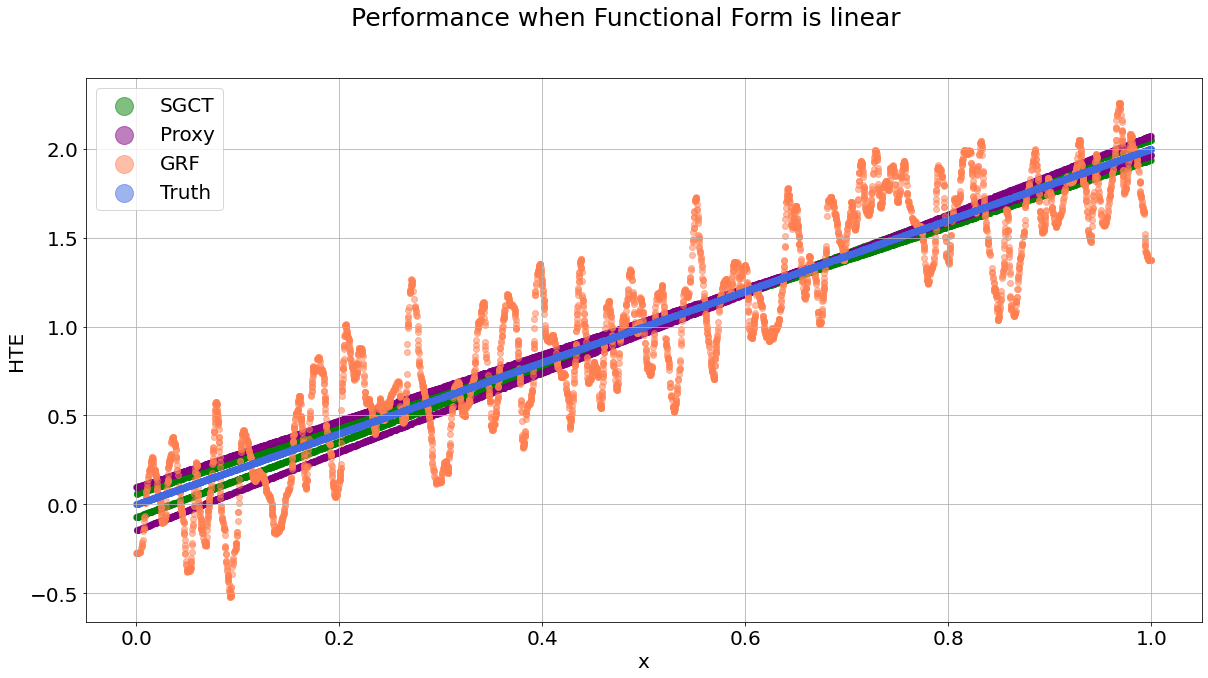 Performance when Functional Form is linear
SGCT
Proxy
GRF
Truth
2.0
1.5
1.0
0.5
0.0
−0.5
HTE
0.0 0.2 0.4 0.6 0.8 1.0
x